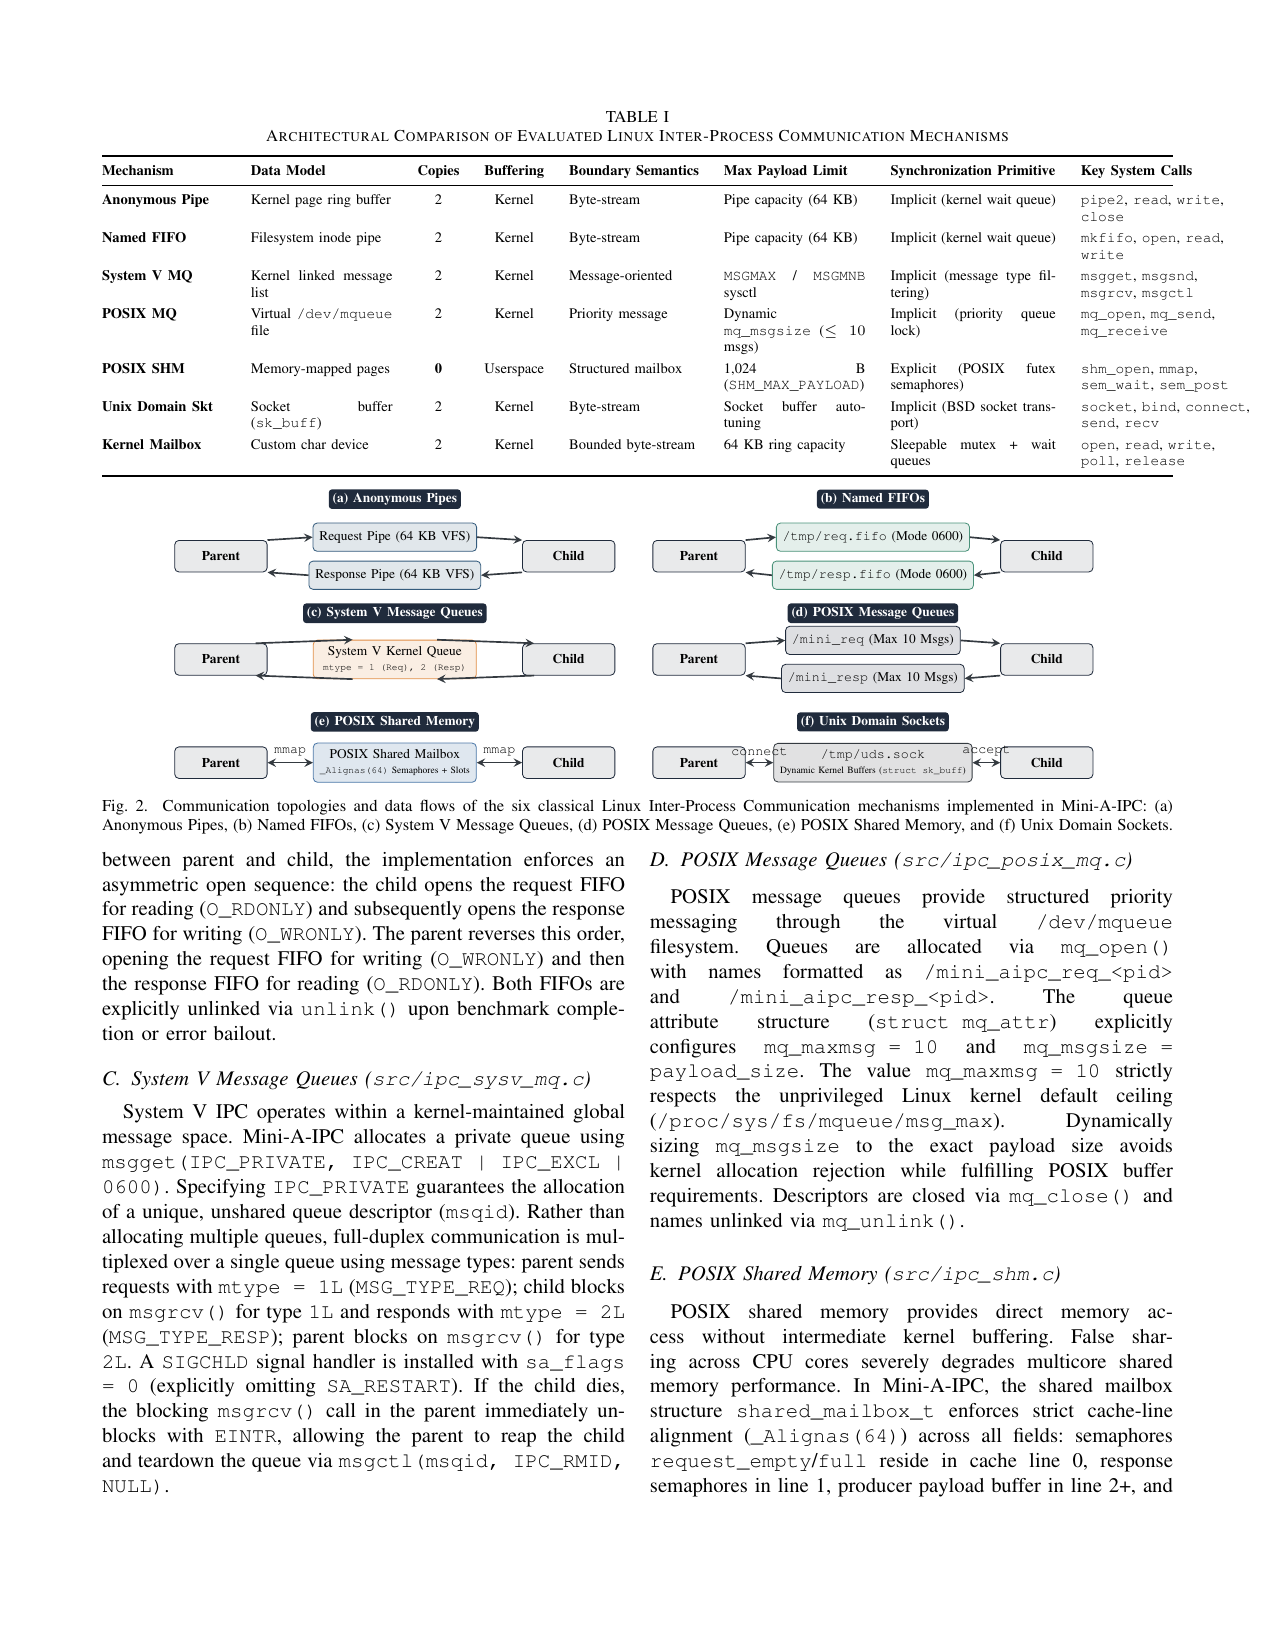 TABLE I
ARCHITECTURAL COMPARISON OF EVALUATED LINUX INTER-PROCESS COMMUNICATION MECHANISMS
Mechanism Data Model Copies Buffering Boundary Semantics Max Payload Limit Synchronization Primitive Key System Calls
Anonymous Pipe Kernel page ring buffer 2 Kernel Byte-stream Pipe capacity (64 KB) Implicit (kernel wait queue) pipe2, read, write,
close
Named FIFO Filesystem inode pipe 2 Kernel Byte-stream Pipe capacity (64 KB) Implicit (kernel wait queue) mkfifo, open, read,
write
System V MQ Kernel linked message 2 Kernel Message-oriented MSGMAX / MSGMNB Implicit (message type fil- msgget, msgsnd,
list sysctl tering) msgrcv, msgctl
POSIX MQ Virtual /dev/mqueue 2 Kernel Priority message Dynamic Implicit (priority queue mq_open, mq_send,
file mq_msgsize (≤ 10 lock) mq_receive
msgs)
POSIX SHM Memory-mapped pages 0 Userspace Structured mailbox 1,024 B Explicit (POSIX futex shm_open, mmap,
(SHM_MAX_PAYLOAD) semaphores) sem_wait, sem_post
Unix Domain Skt Socket buffer 2 Kernel Byte-stream Socket buffer auto- Implicit (BSD socket trans- socket, bind, connect,
(sk_buff) tuning port) send, recv
Kernel Mailbox Custom char device 2 Kernel Bounded byte-stream 64 KB ring capacity Sleepable mutex + wait open, read, write,
queues poll, release
(a) Anonymous Pipes
Request Pipe (64 KB VFS)
Parent Child
Response Pipe (64 KB VFS)
(b) Named FIFOs
/tmp/req.fifo (Mode 0600)
Parent Child
/tmp/resp.fifo (Mode 0600)
(c) System V Message Queues
System V Kernel Queue
Parent Child
mtype = 1 (Req), 2 (Resp)
(d) POSIX Message Queues
/mini_req (Max 10 Msgs)
Parent Child
/mini_resp (Max 10 Msgs)
(e) POSIX Shared Memory
mmap POSIX Shared Mailbox mmap
Parent Child
_Alignas(64) Semaphores + Slots
(f) Unix Domain Sockets
connect /tmp/uds.sock accept
Parent Child
Dynamic Kernel Buffers (struct sk_buff)
Fig. 2. Communication topologies and data flows of the six classical Linux Inter-Process Communication mechanisms implemented in Mini-A-IPC: (a)
Anonymous Pipes, (b) Named FIFOs, (c) System V Message Queues, (d) POSIX Message Queues, (e) POSIX Shared Memory, and (f) Unix Domain Sockets.
between parent and child, the implementation enforces an
asymmetric open sequence: the child opens the request FIFO
for reading (O_RDONLY) and subsequently opens the response
FIFO for writing (O_WRONLY). The parent reverses this order,
opening the request FIFO for writing (O_WRONLY) and then
the response FIFO for reading (O_RDONLY). Both FIFOs are
explicitly unlinked via unlink() upon benchmark comple-
tion or error bailout.
C. System V Message Queues (src/ipc_sysv_mq.c)
System V IPC operates within a kernel-maintained global
message space. Mini-A-IPC allocates a private queue using
msgget(IPC_PRIVATE, IPC_CREAT | IPC_EXCL |
0600). Specifying IPC_PRIVATE guarantees the allocation
of a unique, unshared queue descriptor (msqid). Rather than
allocating multiple queues, full-duplex communication is mul-
tiplexed over a single queue using message types: parent sends
requests with mtype = 1L (MSG_TYPE_REQ); child blocks
on msgrcv() for type 1L and responds with mtype = 2L
(MSG_TYPE_RESP); parent blocks on msgrcv() for type
2L. A SIGCHLD signal handler is installed with sa_flags
= 0 (explicitly omitting SA_RESTART). If the child dies,
the blocking msgrcv() call in the parent immediately un-
blocks with EINTR, allowing the parent to reap the child
and teardown the queue via msgctl(msqid, IPC_RMID,
NULL).
D. POSIX Message Queues (src/ipc_posix_mq.c)
POSIX message queues provide structured priority
messaging through the virtual /dev/mqueue
filesystem. Queues are allocated via mq_open()
with names formatted as /mini_aipc_req_<pid>
and /mini_aipc_resp_<pid>. The queue
attribute structure (struct mq_attr) explicitly
configures mq_maxmsg = 10 and mq_msgsize =
payload_size. The value mq_maxmsg = 10 strictly
respects the unprivileged Linux kernel default ceiling
(/proc/sys/fs/mqueue/msg_max). Dynamically
sizing mq_msgsize to the exact payload size avoids
kernel allocation rejection while fulfilling POSIX buffer
requirements. Descriptors are closed via mq_close() and
names unlinked via mq_unlink().
E. POSIX Shared Memory (src/ipc_shm.c)
POSIX shared memory provides direct memory ac-
cess without intermediate kernel buffering. False shar-
ing across CPU cores severely degrades multicore shared
memory performance. In Mini-A-IPC, the shared mailbox
structure shared_mailbox_t enforces strict cache-line
alignment (_Alignas(64)) across all fields: semaphores
request_empty/full reside in cache line 0, response
semaphores in line 1, producer payload buffer in line 2+, and